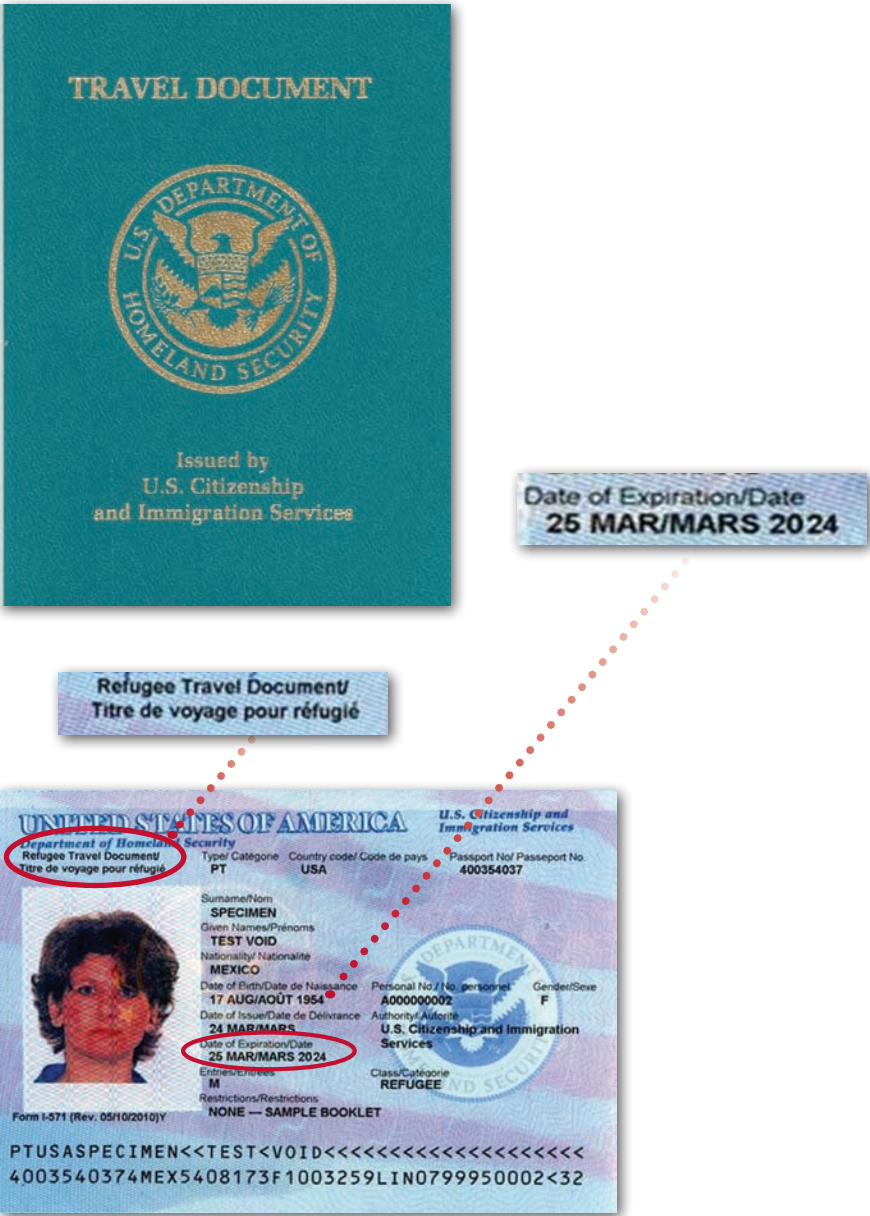 TRAVEL DOCUMENT
U.S. DEPARTMENT OF HOMELAND SECURITY
Issued by
U.S. Citizenship
and Immigration Services
Date of Expiration/Date
25 MAR/MARS 2024
Refugee Travel Document/
Titre de voyage pour réfugié
UNITED STATES OF AMERICA
U.S. Citizenship and
Immigration Services
Department of Homeland Security
Refugee Travel Document/
Titre de voyage pour réfugié
Type/ Catégorie Country code/ Code de pays Passport No/ Passeport No.
PT USA 400354037
Surname/Nom
SPECIMEN
Given Names/Prénoms
TEST VOID
Nationality/ Nationalité
MEXICO
Date of Birth/Date de Naissance Personal No./ No. personnel Gender/Sexe
17 AUG/AOÛT 1954 A000000002 F
Date of Issue/Date de Délivrance Authority/ Autorité
24 MAR/MARS U.S. Citizenship and Immigration
Services
Date of Expiration/Date
25 MAR/MARS 2024
Entries/Entrées Class/Catégorie
M REFUGEE
Restrictions/Restrictions
NONE — SAMPLE BOOKLET
Form I-571 (Rev. 05/10/2010)Y
PTUSASPECIMEN<<TEST<VOID<<<<<<<<<<<<<<<<<<<<
4003540374MEX5408173F1003259LIN0799950002<32